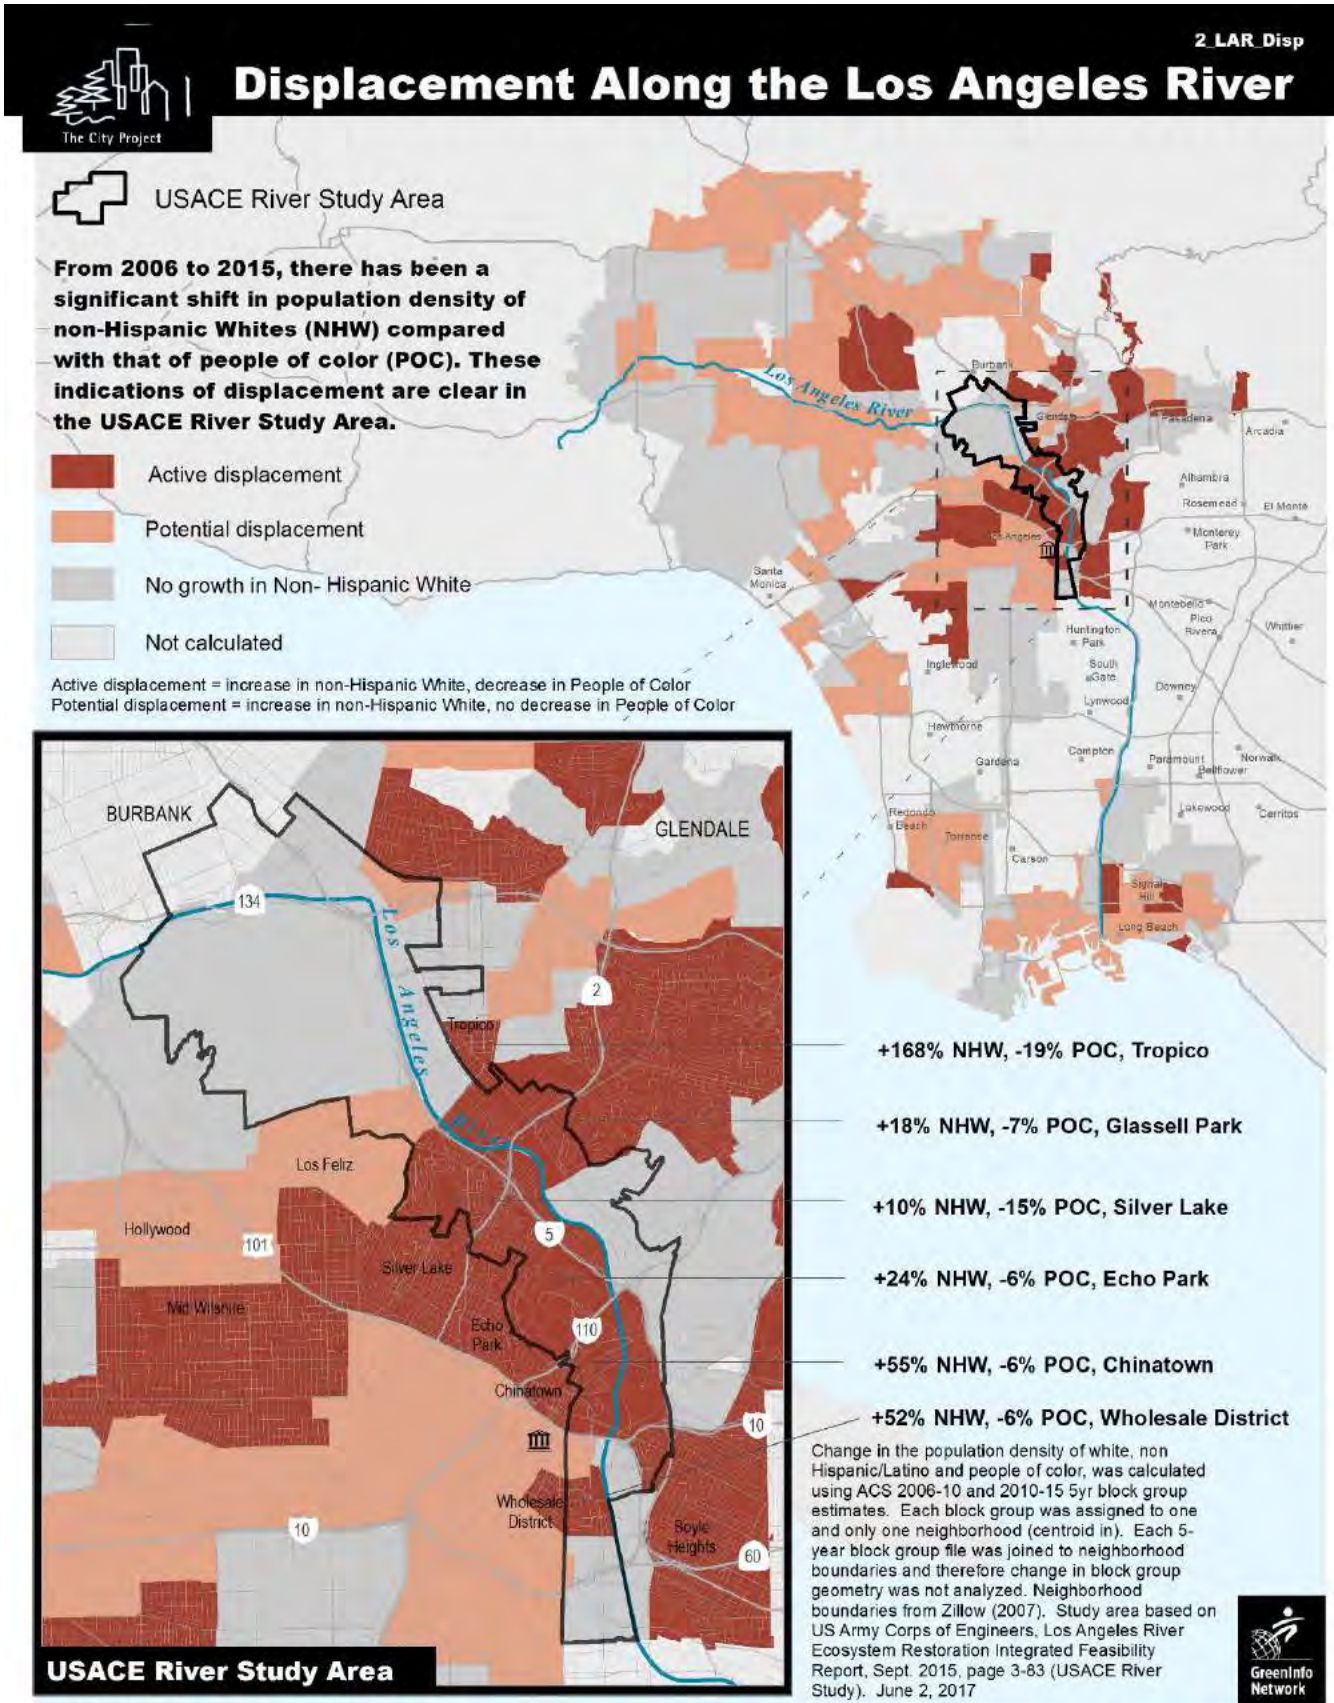 2_LAR_Disp
Displacement Along the Los Angeles River
The City Project
USACE River Study Area
From 2006 to 2015, there has been a
significant shift in population density of
non-Hispanic Whites (NHW) compared
with that of people of color (POC). These
indications of displacement are clear in
the USACE River Study Area.
Active displacement
Potential displacement
No growth in Non- Hispanic White
Not calculated
Active displacement = increase in non-Hispanic White, decrease in People of Color
Potential displacement = increase in non-Hispanic White, no decrease in People of Color
Burbank
Los Angeles River
Glendale
Pasadena
Arcadia
Alhambra
Rosemead
El Monte
Monterey
Park
Los Angeles
Santa
Monica
Montebello
Pico
Rivera
Whittier
Huntington
Park
Inglewood
South
Gate
Downey
Lynwood
Hawthorne
Gardena
Compton
Paramount
Norwalk
Bellflower
Redondo
Beach
Torrance
Lakewood
Cerritos
Carson
Signal
Hill
Long Beach
BURBANK
GLENDALE
134
Los Angeles River
2
Tropico
Los Feliz
Hollywood
101
5
Silver Lake
Mid Wilshire
Echo
Park
110
Chinatown
10
Wholesale
District
Boyle
Heights
10
60
USACE River Study Area
+168% NHW, -19% POC, Tropico
+18% NHW, -7% POC, Glassell Park
+10% NHW, -15% POC, Silver Lake
+24% NHW, -6% POC, Echo Park
+55% NHW, -6% POC, Chinatown
+52% NHW, -6% POC, Wholesale District
Change in the population density of white, non
Hispanic/Latino and people of color, was calculated
using ACS 2006-10 and 2010-15 5yr block group
estimates. Each block group was assigned to one
and only one neighborhood (centroid in). Each 5-
year block group file was joined to neighborhood
boundaries and therefore change in block group
geometry was not analyzed. Neighborhood
boundaries from Zillow (2007). Study area based on
US Army Corps of Engineers, Los Angeles River
Ecosystem Restoration Integrated Feasibility
Report, Sept. 2015, page 3-83 (USACE River
Study). June 2, 2017
GreenInfo
Network